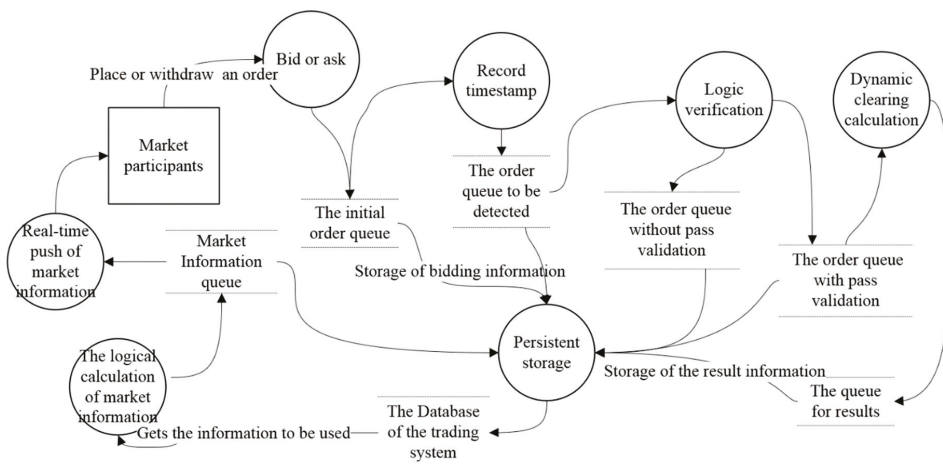 Bid or ask
Place or withdraw an order
Record
timestamp
Logic
verification
Dynamic
clearing
calculation
Market
participants
The order
queue to be
detected
The initial
order queue
The order queue
without pass
validation
The order queue
with pass
validation
Real-time
push of
market
information
Market
Information
queue
Storage of bidding information
Persistent
storage
The logical
calculation
of market
information
Storage of the result information
The queue
for results
Gets the information to be used
The Database
of the trading
system